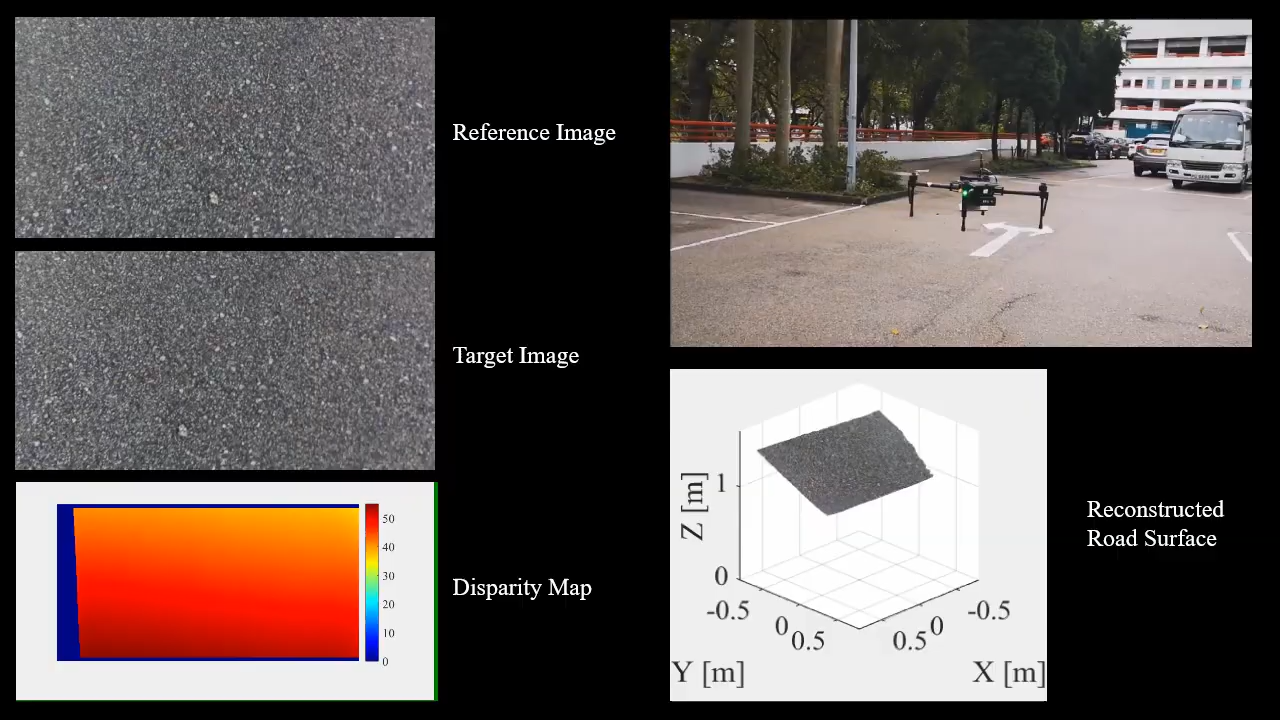 Reference Image
Target Image
50
40
30
20
10
0
Disparity Map
Z [m]
1
0
-0.5
0
0.5
0.5
0
-0.5
Y [m]
X [m]
Reconstructed
Road Surface